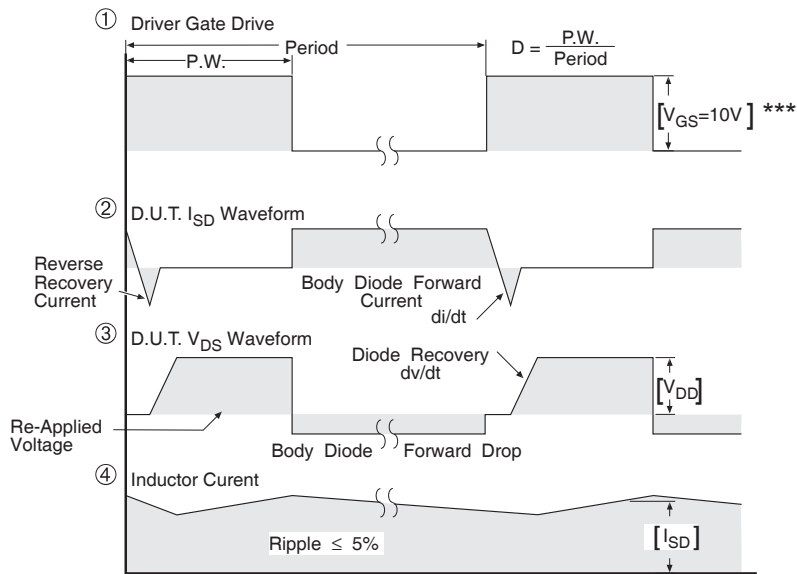 ① Driver Gate Drive
Period
P.W.
D = P.W. / Period
[VGS=10V] ***
② D.U.T. ISD Waveform
Reverse
Recovery
Current
Body Diode Forward
Current
di/dt
③ D.U.T. VDS Waveform
Diode Recovery
dv/dt
[VDD]
Re-Applied
Voltage
Body Diode Forward Drop
④ Inductor Curent
Ripple ≤ 5%
[ISD]